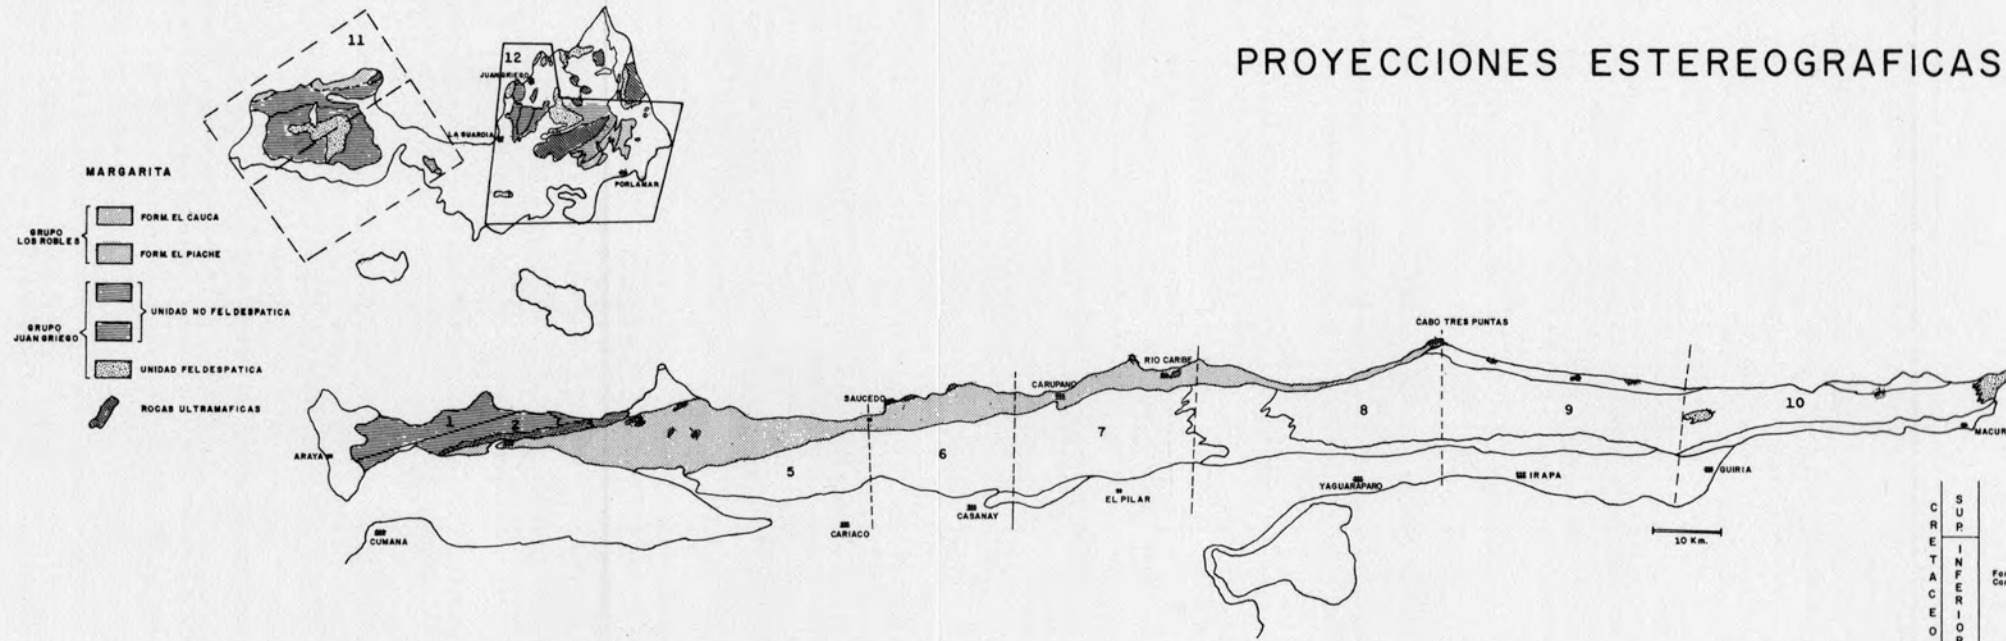 PROYECCIONES ESTEREOGRAFICAS
11
12
JUANGRIEGO
LA GUARDIA
PORLAMAR
MARGARITA
GRUPO
LOS ROBLES
FORM. EL CAUCA
FORM. EL PIACHE
GRUPO
JUAN GRIEGO
UNIDAD NO FELDESPATICA
UNIDAD FELDESPATICA
ROCAS ULTRAMAFICAS
CABO TRES PUNTAS
RIO CARIBE
CARUPANO
SAUCEDO
1
2
3
4
5
6
7
8
9
10
ARAYA
MACUR
GUIRIA
IRAPA
YAGUARAPARO
EL PILAR
CASANAY
CARIACO
CUMANA
10 Km.
CRETACEO
SUP.
INFERIOR